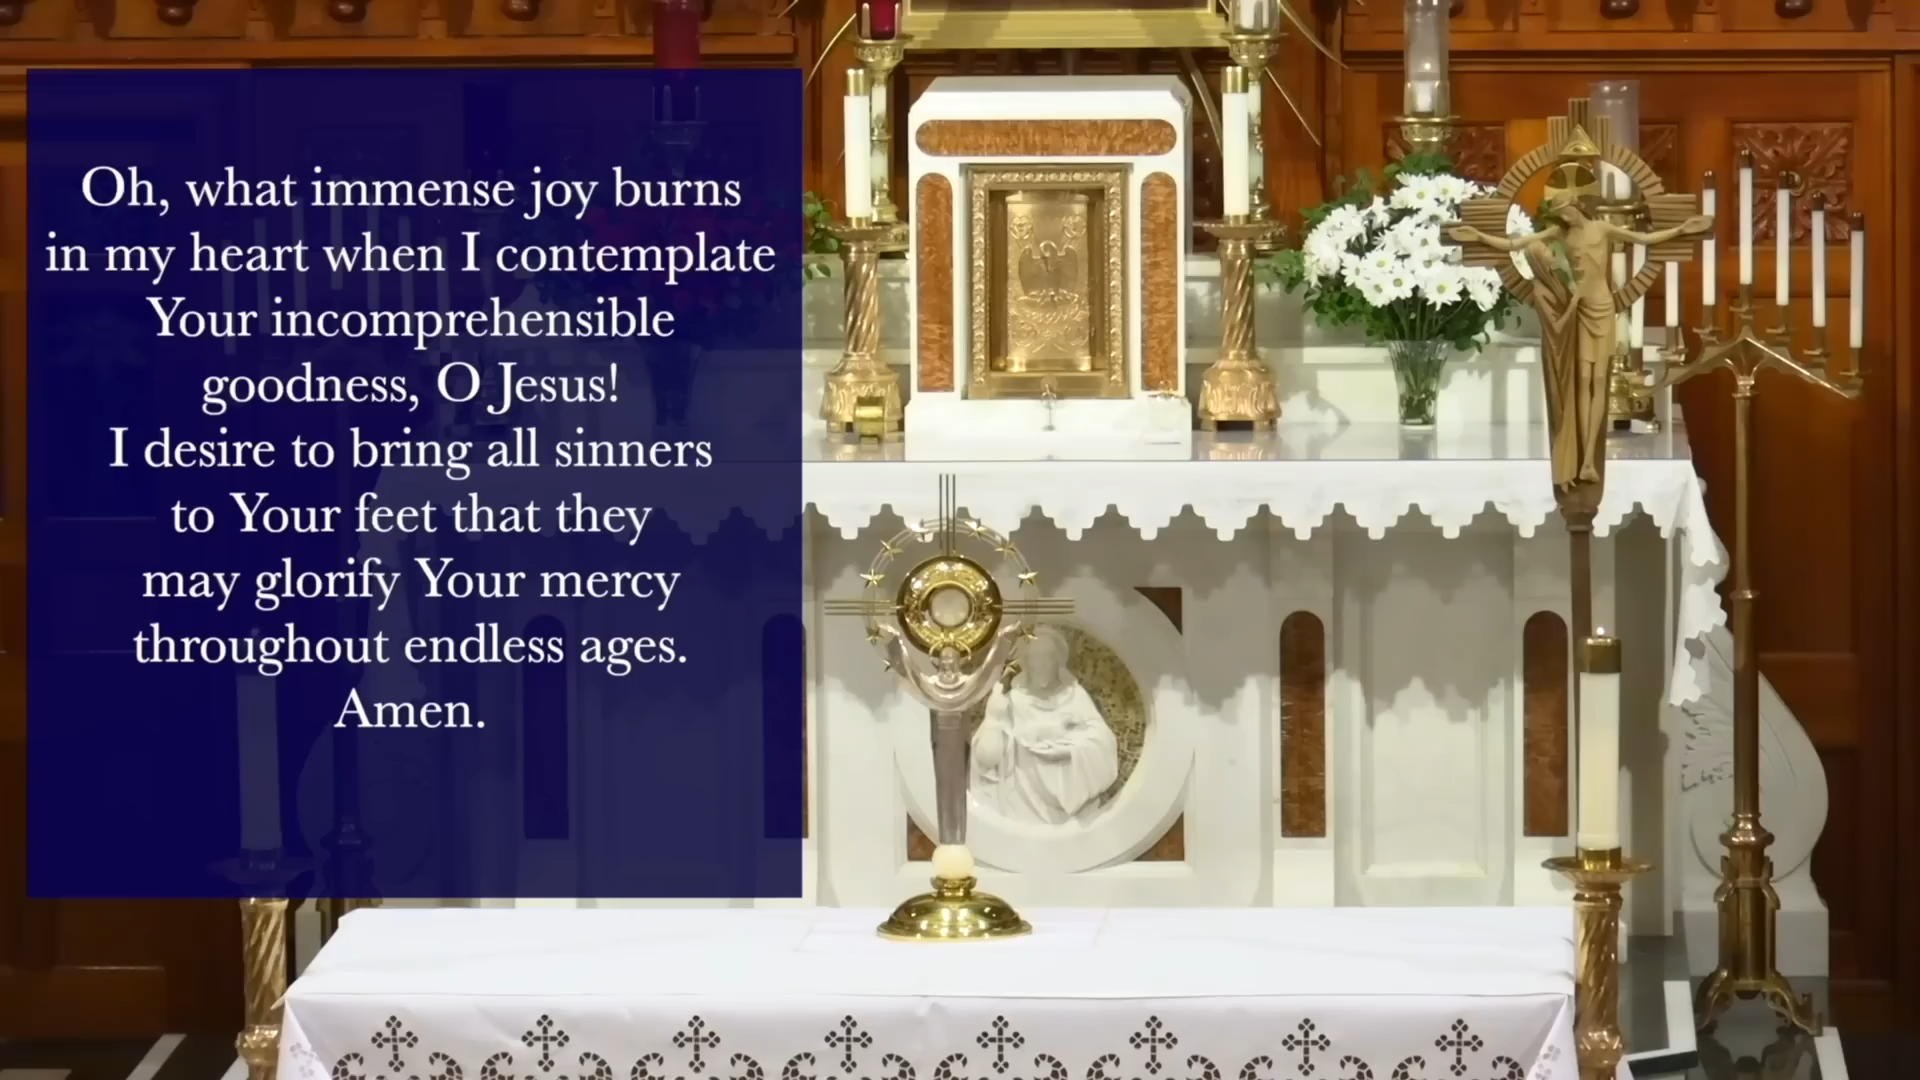 Oh, what immense joy burns
in my heart when I contemplate
Your incomprehensible
goodness, O Jesus!
I desire to bring all sinners
to Your feet that they
may glorify Your mercy
throughout endless ages.
Amen.